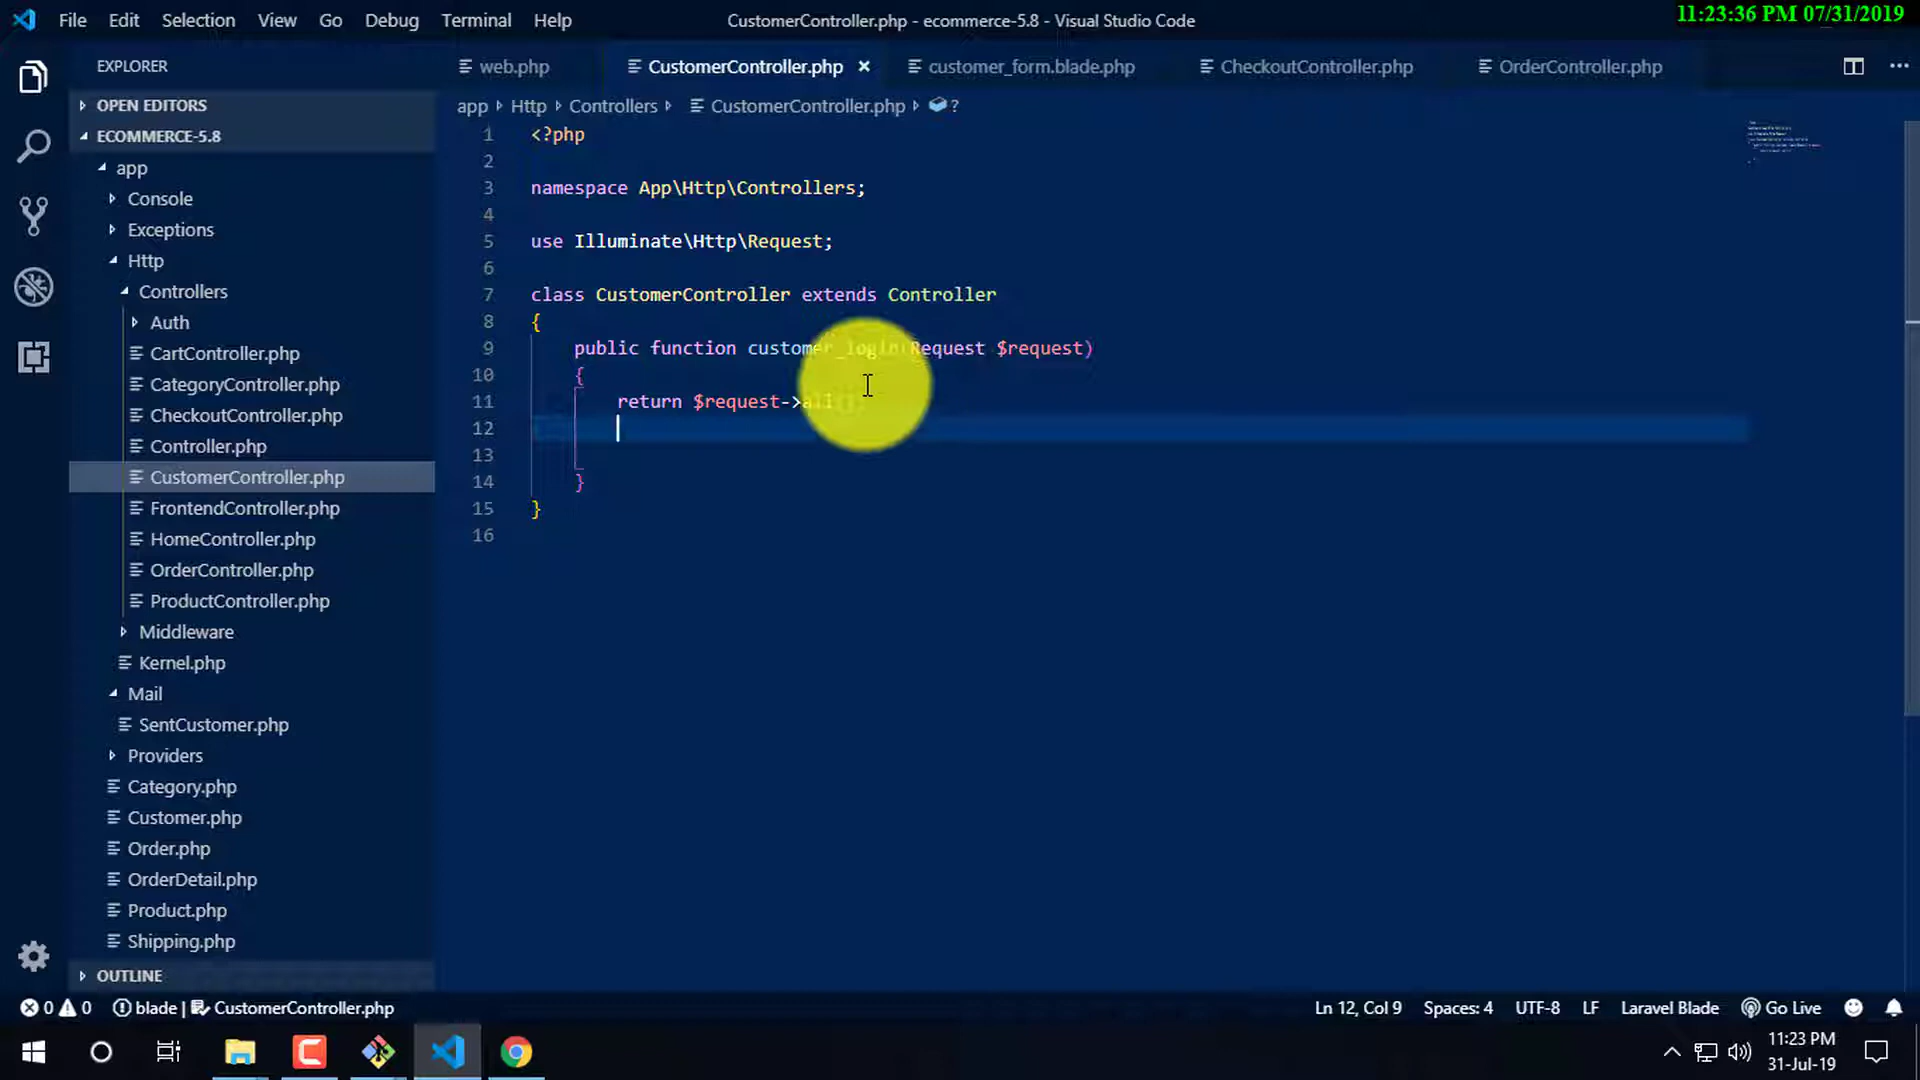 File Edit Selection View Go Debug Terminal Help
CustomerController.php - ecommerce-5.8 - Visual Studio Code
11:23:36 PM 07/31/2019
EXPLORER
OPEN EDITORS
ECOMMERCE-5.8
app
Console
Exceptions
Http
Controllers
Auth
CartController.php
CategoryController.php
CheckoutController.php
Controller.php
CustomerController.php
FrontendController.php
HomeController.php
OrderController.php
ProductController.php
Middleware
Kernel.php
Mail
SentCustomer.php
Providers
Category.php
Customer.php
Order.php
OrderDetail.php
Product.php
Shipping.php
OUTLINE
web.php CustomerController.php × customer_form.blade.php CheckoutController.php OrderController.php
app › Http › Controllers › CustomerController.php › ?
1 <?php
2
3 namespace App\Http\Controllers;
4
5 use Illuminate\Http\Request;
6
7 class CustomerController extends Controller
8 {
9 public function customer_login(Request $request)
10 {
11 return $request->all();
12
13
14 }
15 }
16
0 0 blade | CustomerController.php
Ln 12, Col 9 Spaces: 4 UTF-8 LF Laravel Blade Go Live
11:23 PM
31-Jul-19